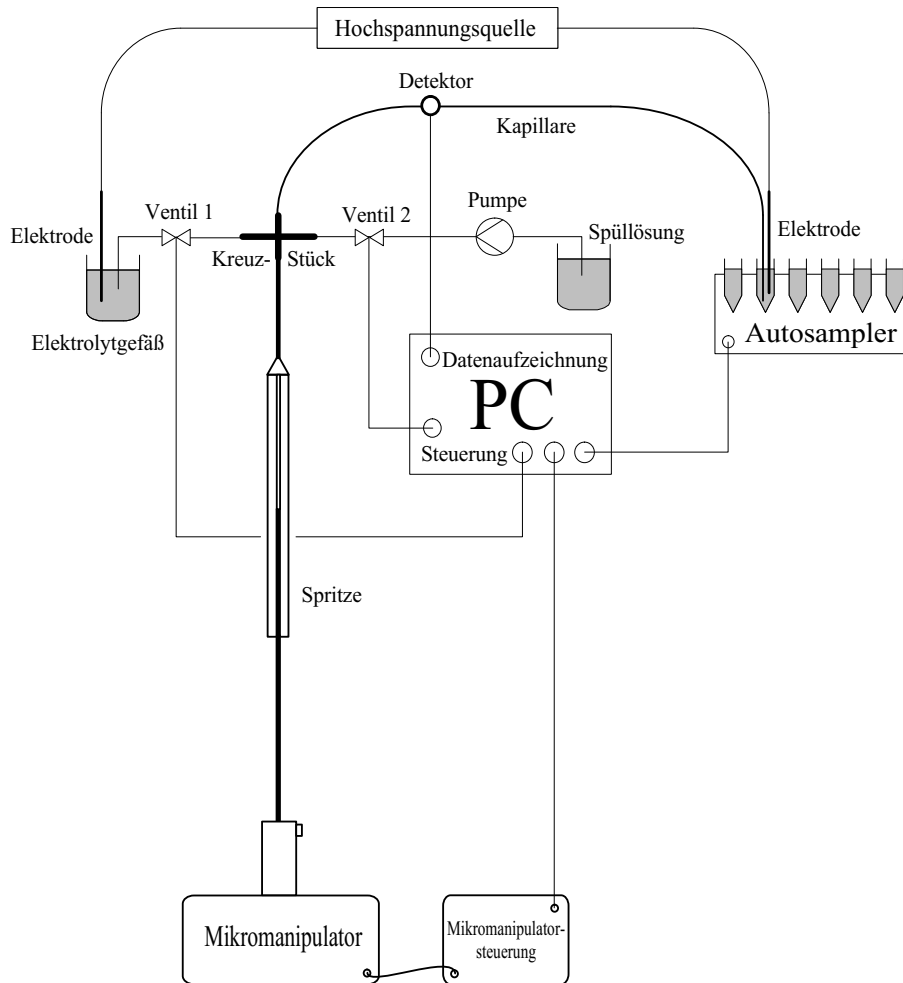 Hochspannungsquelle
Detektor
Kapillare
Ventil 1
Ventil 2
Pumpe
Elektrode
Kreuz-
Stück
Spüllösung
Elektrode
Elektrolytgefäß
Autosampler
Datenaufzeichnung
PC
Steuerung
Spritze
Mikromanipulator
Mikromanipulator-
steuerung